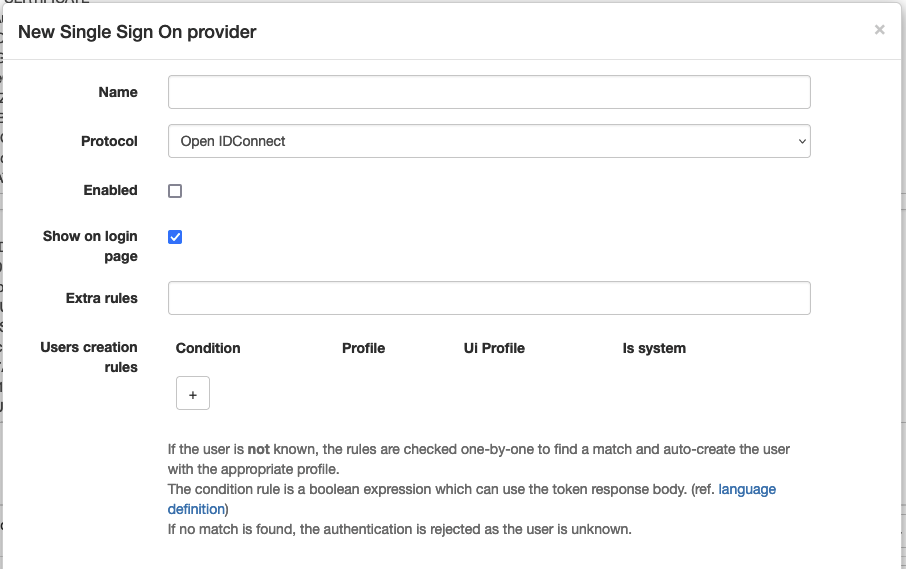 New Single Sign On provider
×
Name
Protocol
Open IDConnect
Enabled
Show on login
page
Extra rules
Users creation
rules
Condition
Profile
Ui Profile
Is system
+
If the user is not known, the rules are checked one-by-one to find a match and auto-create the user
with the appropriate profile.
The condition rule is a boolean expression which can use the token response body. (ref. language
definition)
If no match is found, the authentication is rejected as the user is unknown.